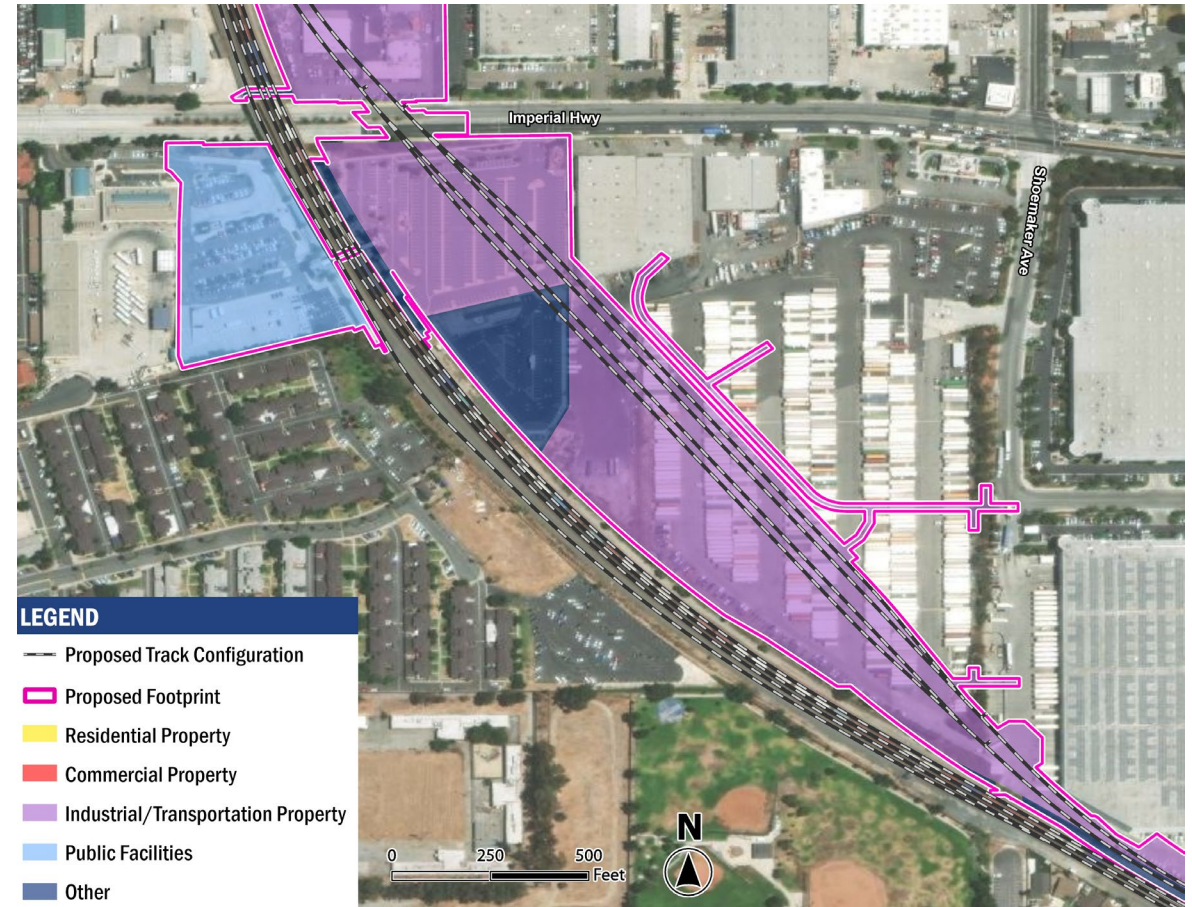 Imperial Hwy
Shoemaker Ave
LEGEND
Proposed Track Configuration
Proposed Footprint
Residential Property
Commercial Property
Industrial/Transportation Property
Public Facilities
Other
N
0 250 500
Feet